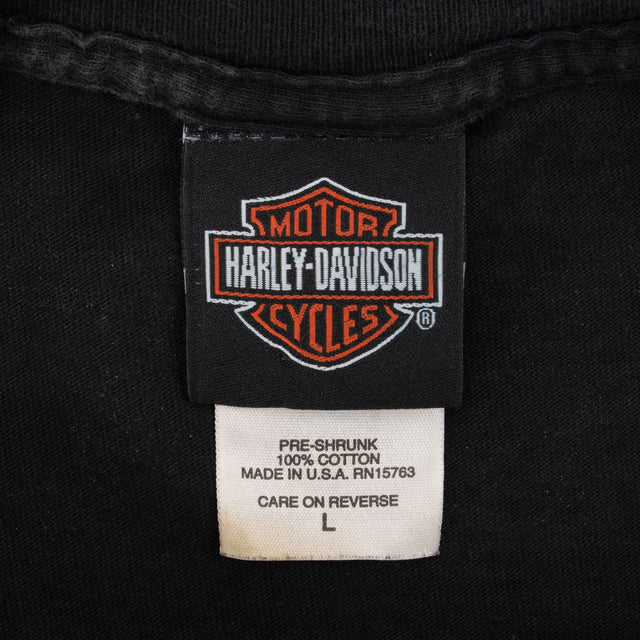 MOTOR
HARLEY-DAVIDSON
CYCLES
®
PRE-SHRUNK
100% COTTON
MADE IN U.S.A. RN15763
CARE ON REVERSE
L